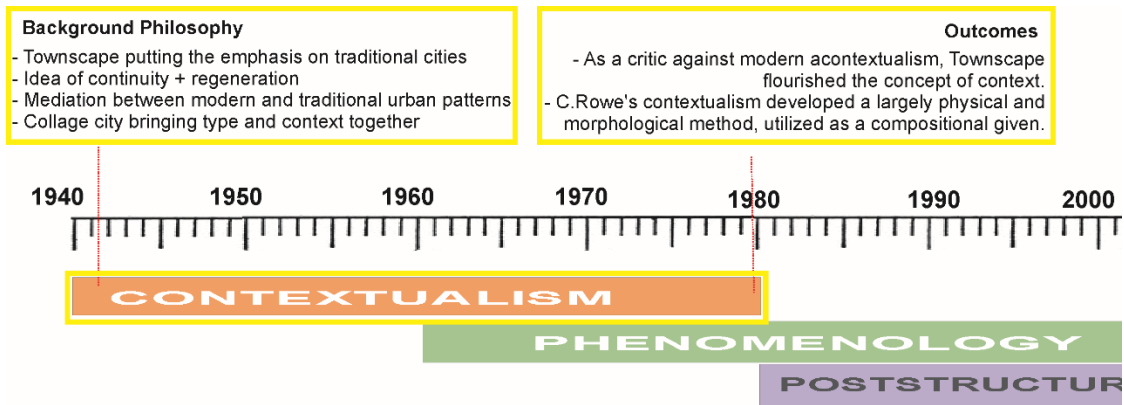 Background Philosophy
- Townscape putting the emphasis on traditional cities
- Idea of continuity + regeneration
- Mediation between modern and traditional urban patterns
- Collage city bringing type and context together
Outcomes
- As a critic against modern acontextualism, Townscape
flourished the concept of context.
- C.Rowe's contextualism developed a largely physical and
morphological method, utilized as a compositional given.
1940 1950 1960 1970 1980 1990 2000
CONTEXTUALISM
PHENOMENOLOGY
POSTSTRUCTUR